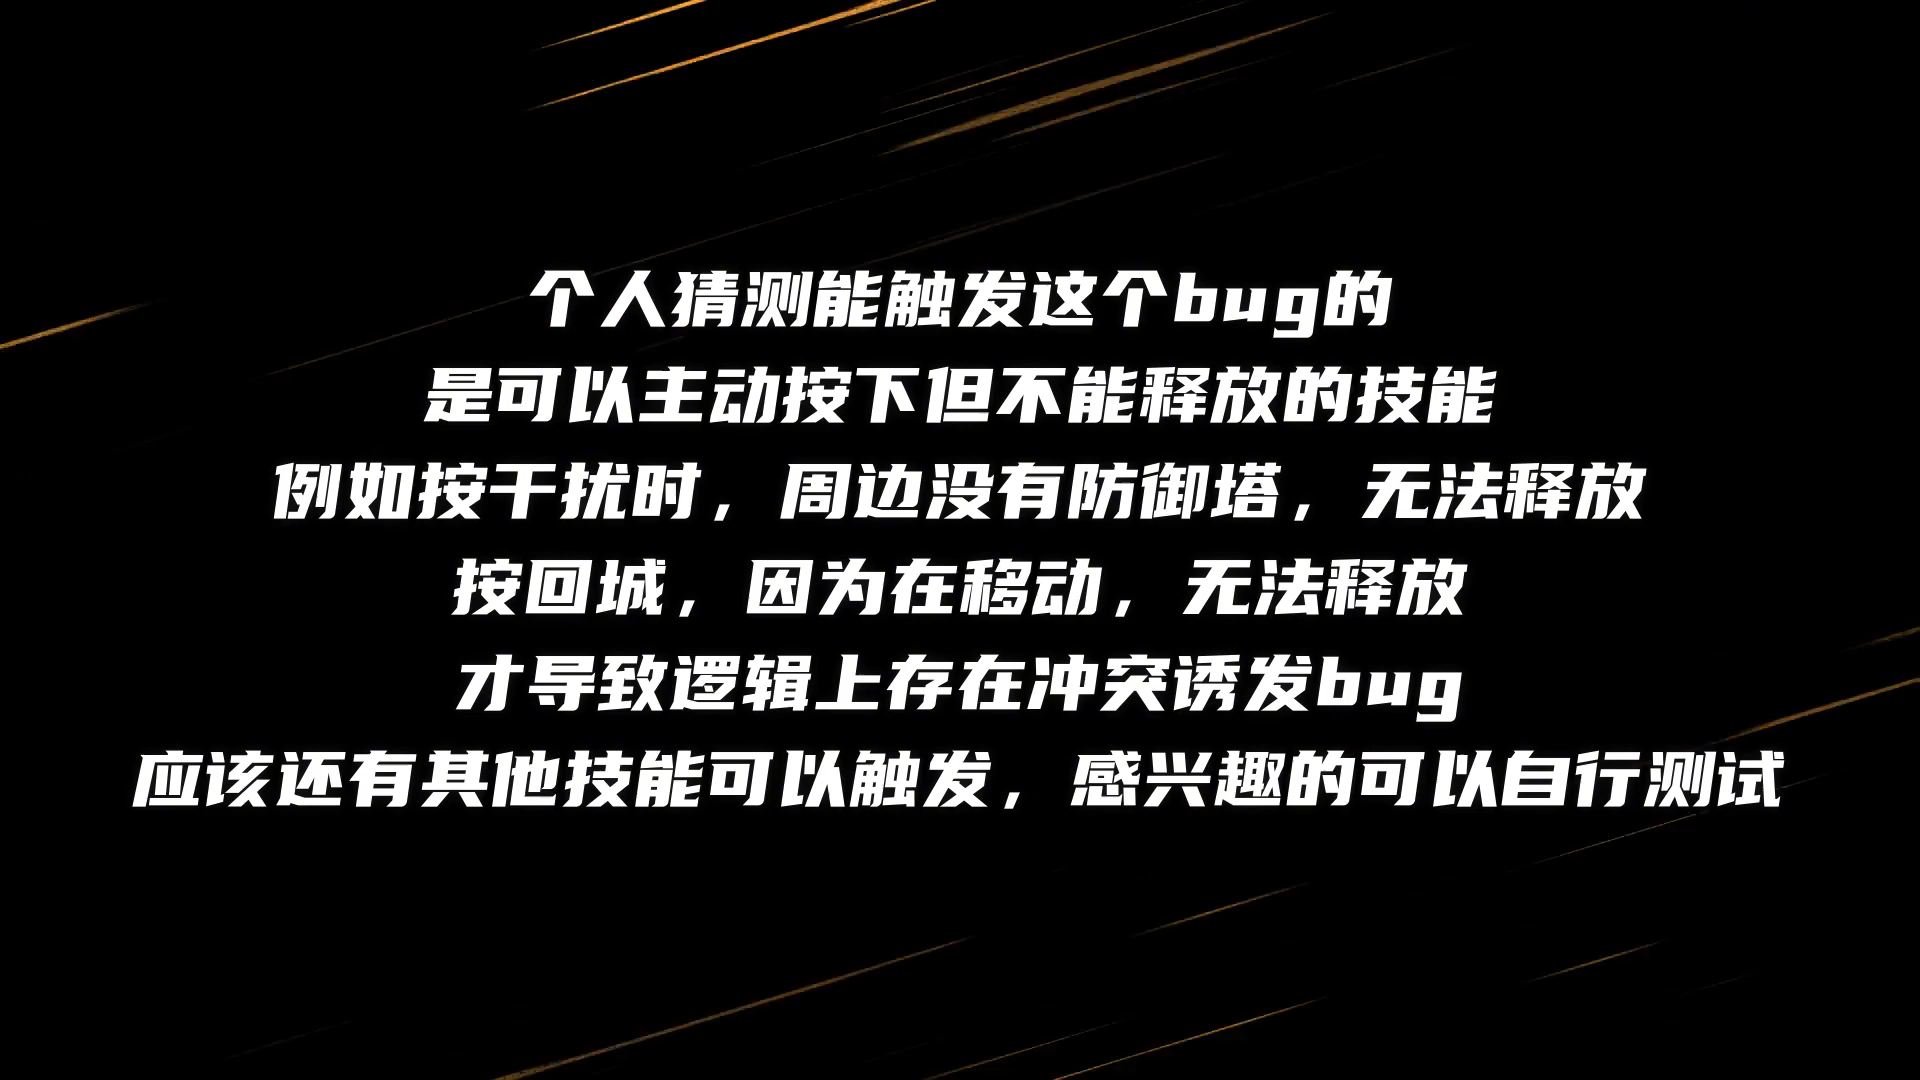 个人猜测能触发这个bug的
是可以主动按下但不能释放的技能
例如按干扰时，周边没有防御塔，无法释放
按回城，因为在移动，无法释放
才导致逻辑上存在冲突诱发bug
应该还有其他技能可以触发，感兴趣的可以自行测试